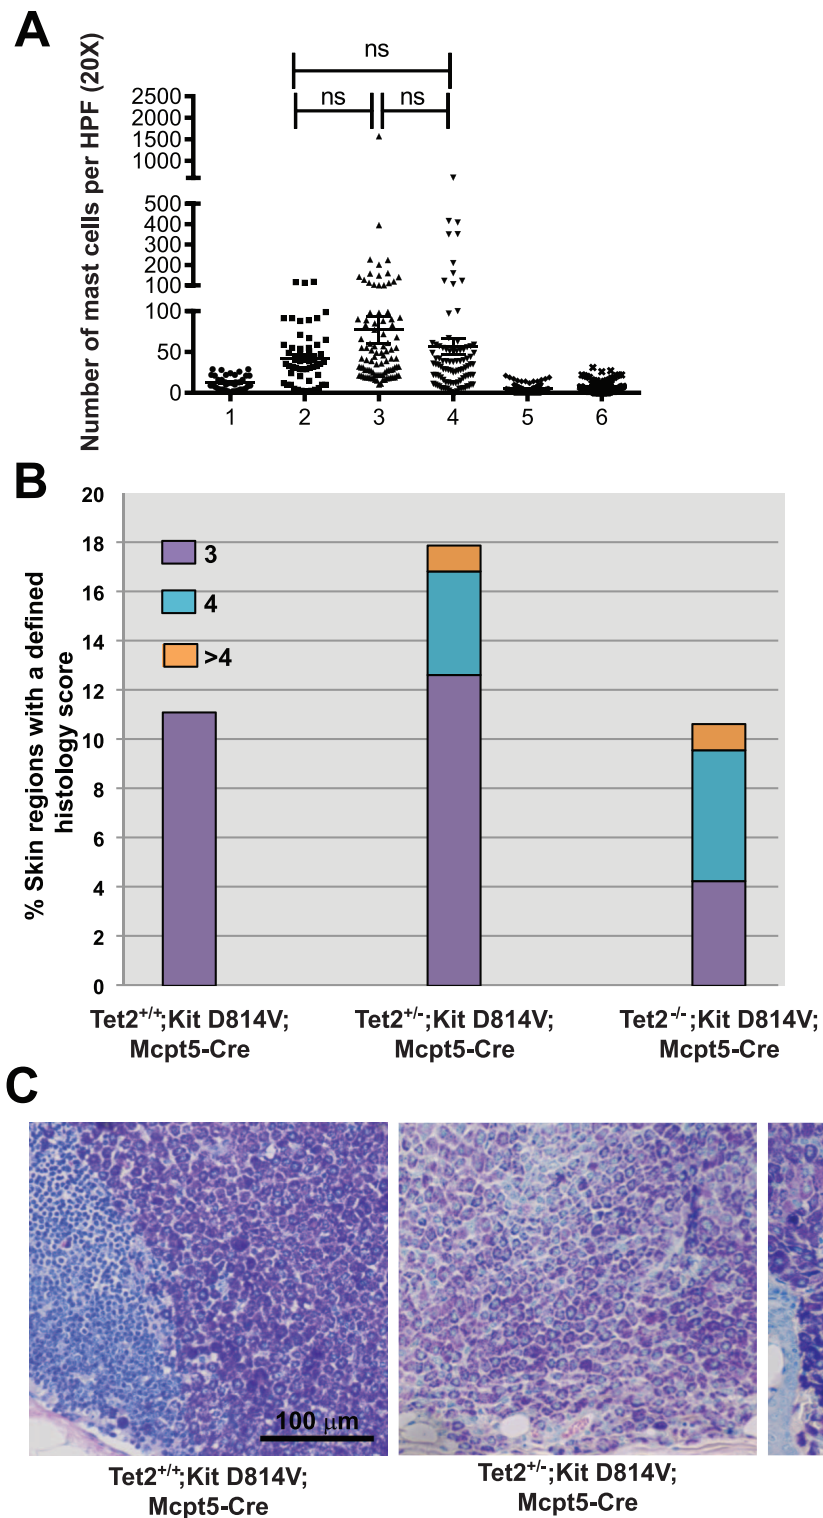 A
Number of mast cells per HPF (20X)
ns
ns
ns
2500
2000
1500
1000
500
400
300
200
100
100
50
0
1
2
3
4
5
6
B
% Skin regions with a defined
histology score
20
18
16
14
12
10
8
6
4
2
0
3
4
>4
Tet2+/+;Kit D814V;
Mcpt5-Cre
Tet2+/-;Kit D814V;
Mcpt5-Cre
Tet2-/-;Kit D814V;
Mcpt5-Cre
C
100 μm
Tet2+/+;Kit D814V;
Mcpt5-Cre
Tet2+/-;Kit D814V;
Mcpt5-Cre